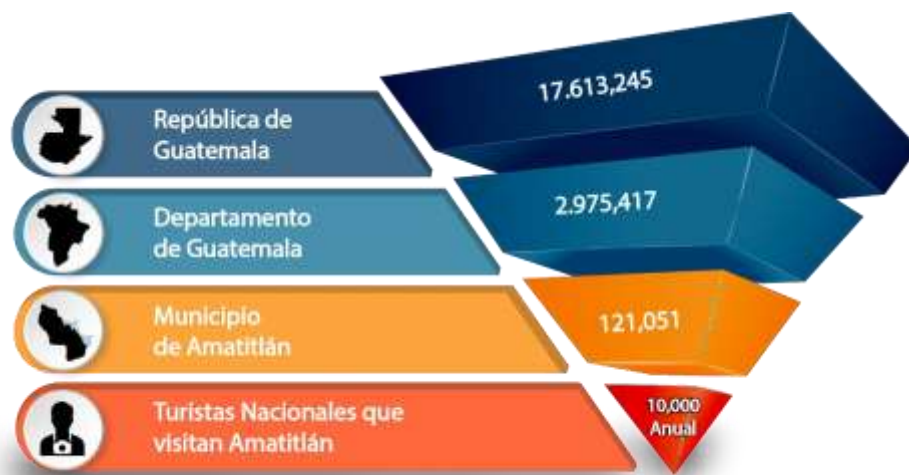 17.613,245
República de
Guatemala
2.975,417
Departamento
de Guatemala
Municipio
de Amatitlán
121,051
Turistas Nacionales que
visitan Amatitlán
10,000
Anual